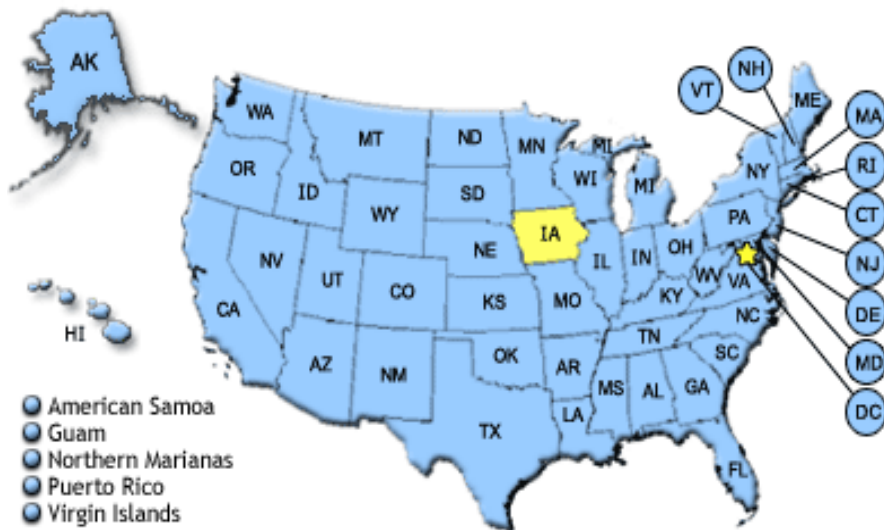 AK
NH
VT
ME
MA
WA
MT
ND
MN
MI
RI
OR
ID
SD
WI
MI
NY
CT
WY
PA
IA
NE
NJ
NV
UT
CO
IL
IN
OH
WV
VA
DE
CA
KS
MO
KY
NC
HI
TN
MD
AZ
NM
OK
AR
SC
MS
AL
GA
DC
TX
LA
FL
American Samoa
Guam
Northern Marianas
Puerto Rico
Virgin Islands